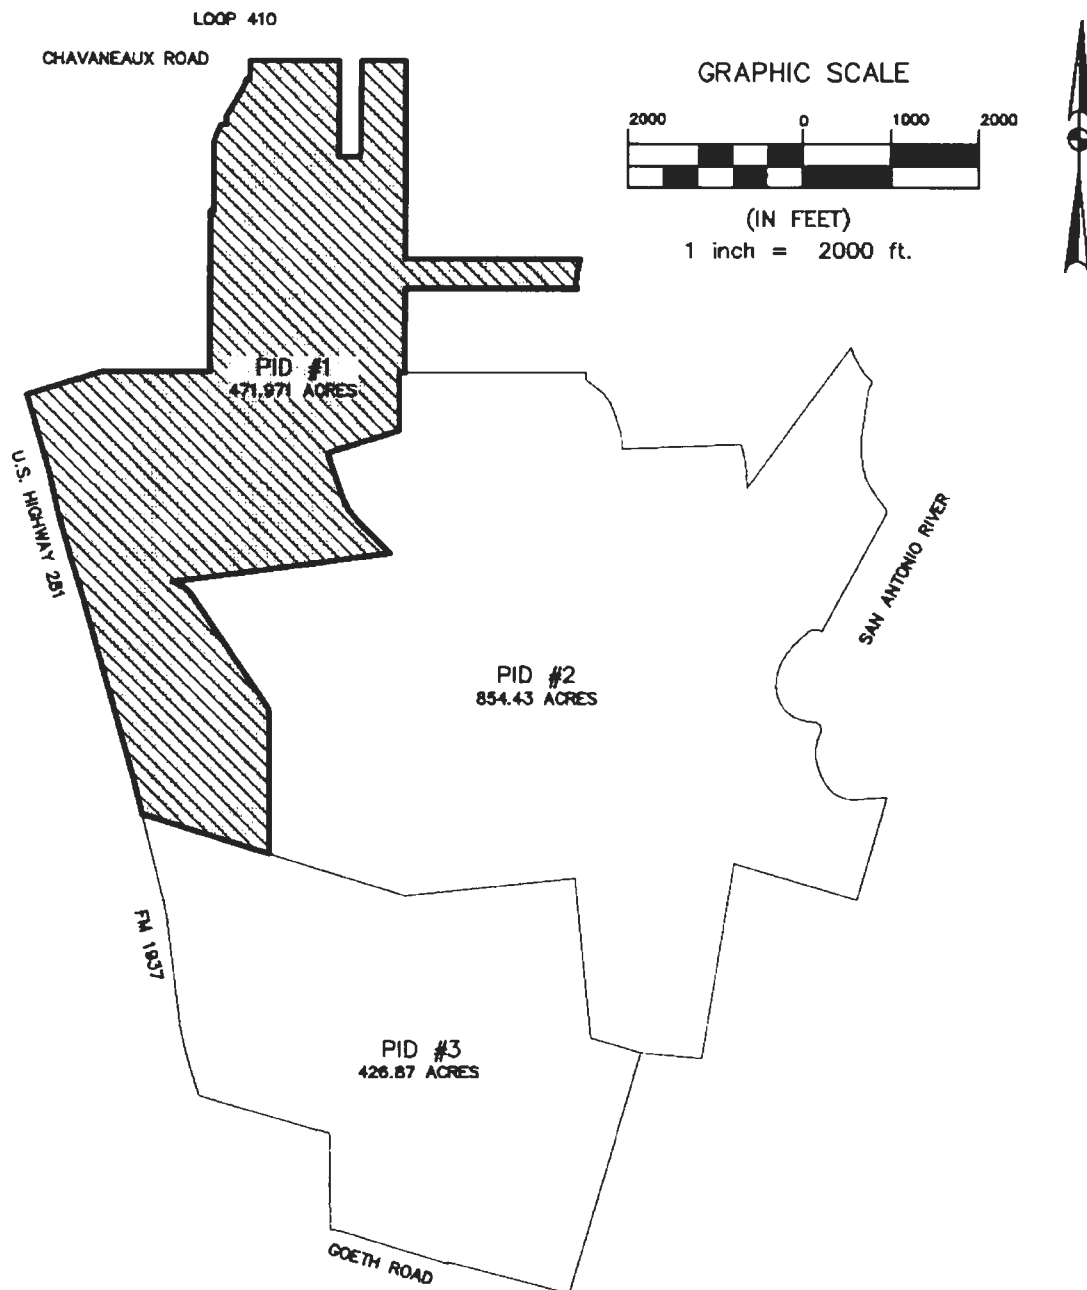 LOOP 410
CHAVANEAUX ROAD
GRAPHIC SCALE
2000 0 1000 2000
(IN FEET)
1 inch = 2000 ft.
PID #1
471.971 ACRES
U.S. HIGHWAY 281
SAN ANTONIO RIVER
PID #2
854.43 ACRES
FM 1937
PID #3
426.87 ACRES
GOETH ROAD